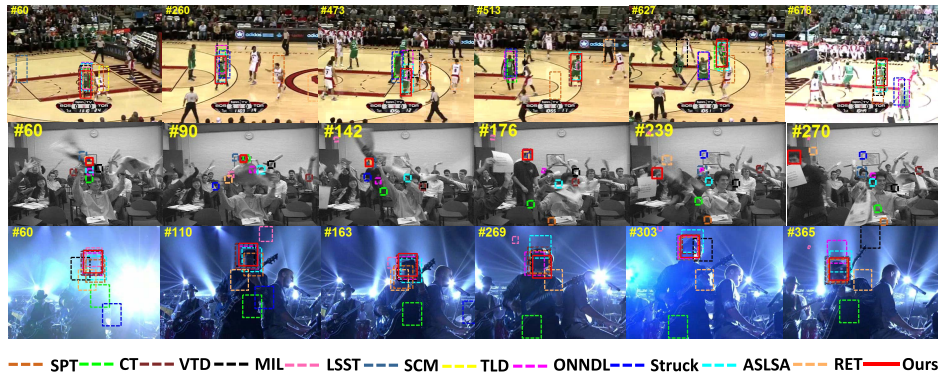 #60 #260 #473 #513 #627 #678
#60 #90 #142 #176 #239 #270
#60 #110 #163 #269 #303 #365
SPT CT VTD MIL LSST SCM TLD ONNDL Struck ASLSA RET Ours